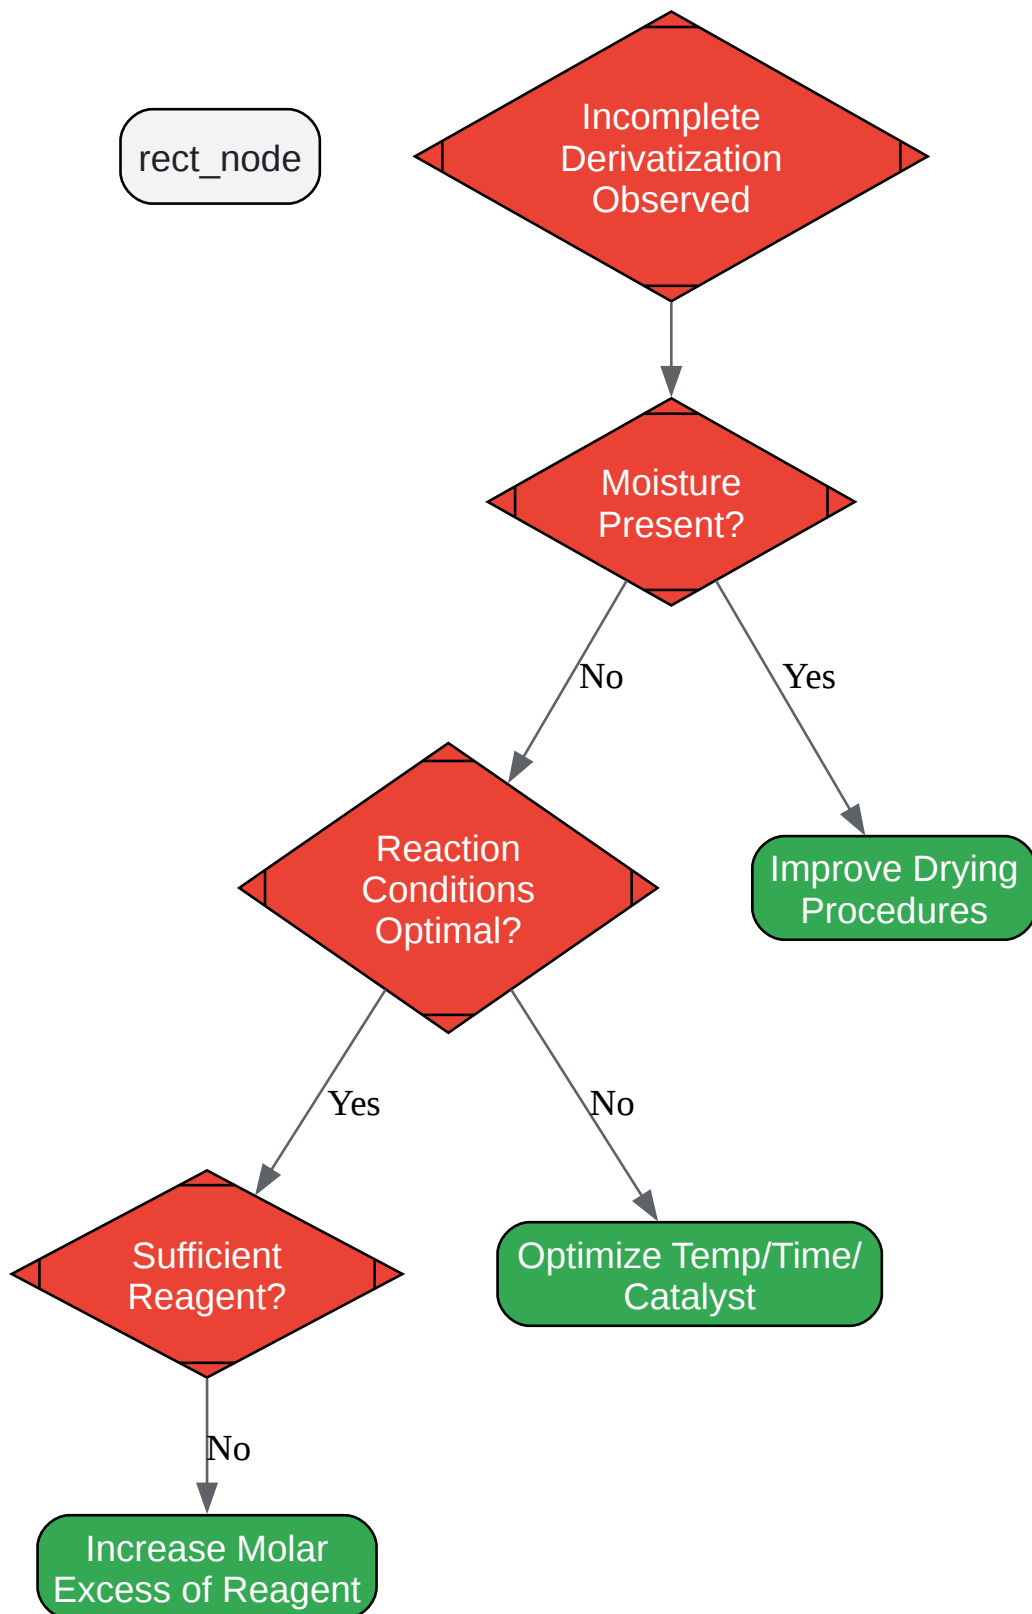 rect_node
Incomplete
Derivatization
Observed
Moisture
Present?
No
Yes
Reaction
Conditions
Optimal?
Improve Drying
Procedures
Yes
No
Sufficient
Reagent?
Optimize Temp/Time/
Catalyst
No
Increase Molar
Excess of Reagent